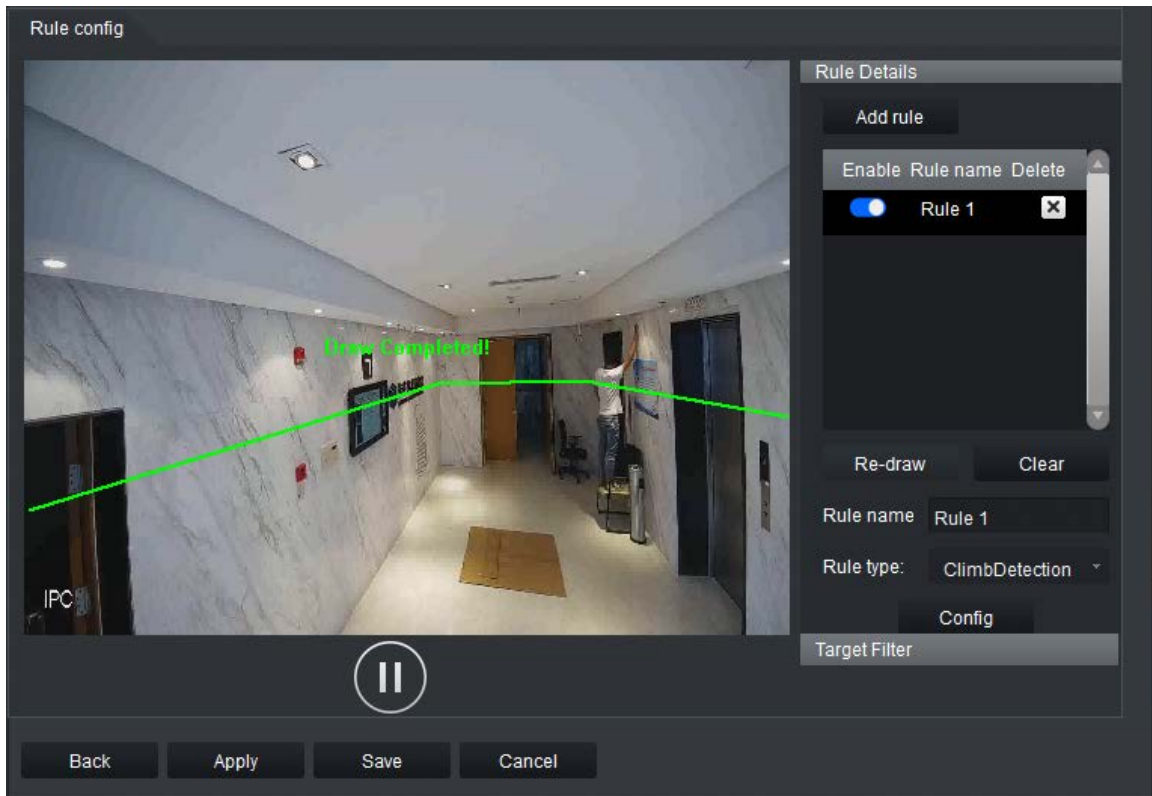 Rule config
Rule Details
Add rule
Enable Rule name Delete
Rule 1
Draw Completed!
Re-draw Clear
Rule name Rule 1
Rule type: ClimbDetection
IPC
Config
Target Filter
Back Apply Save Cancel